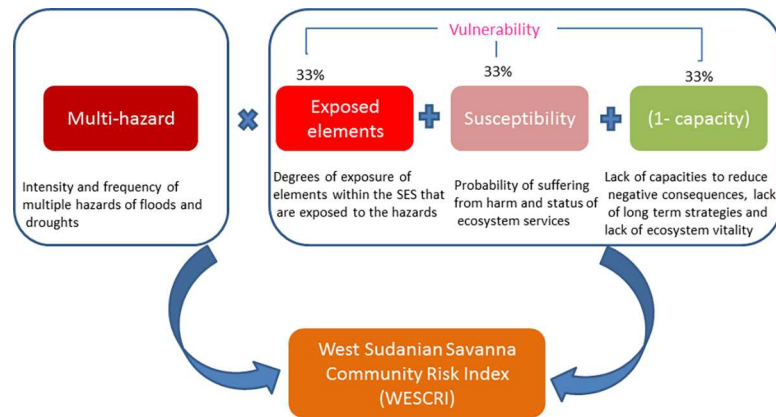 Vulnerability
33%
33%
33%
Multi-hazard
Exposed
elements
Susceptibility
(1- capacity)
Intensity and frequency of
multiple hazards of floods and
droughts
Degrees of exposure of
elements within the SES that
are exposed to the hazards
Probability of suffering
from harm and status of
ecosystem services
Lack of capacities to reduce
negative consequences, lack
of long term strategies and
lack of ecosystem vitality
West Sudanian Savanna
Community Risk Index
(WESCRI)